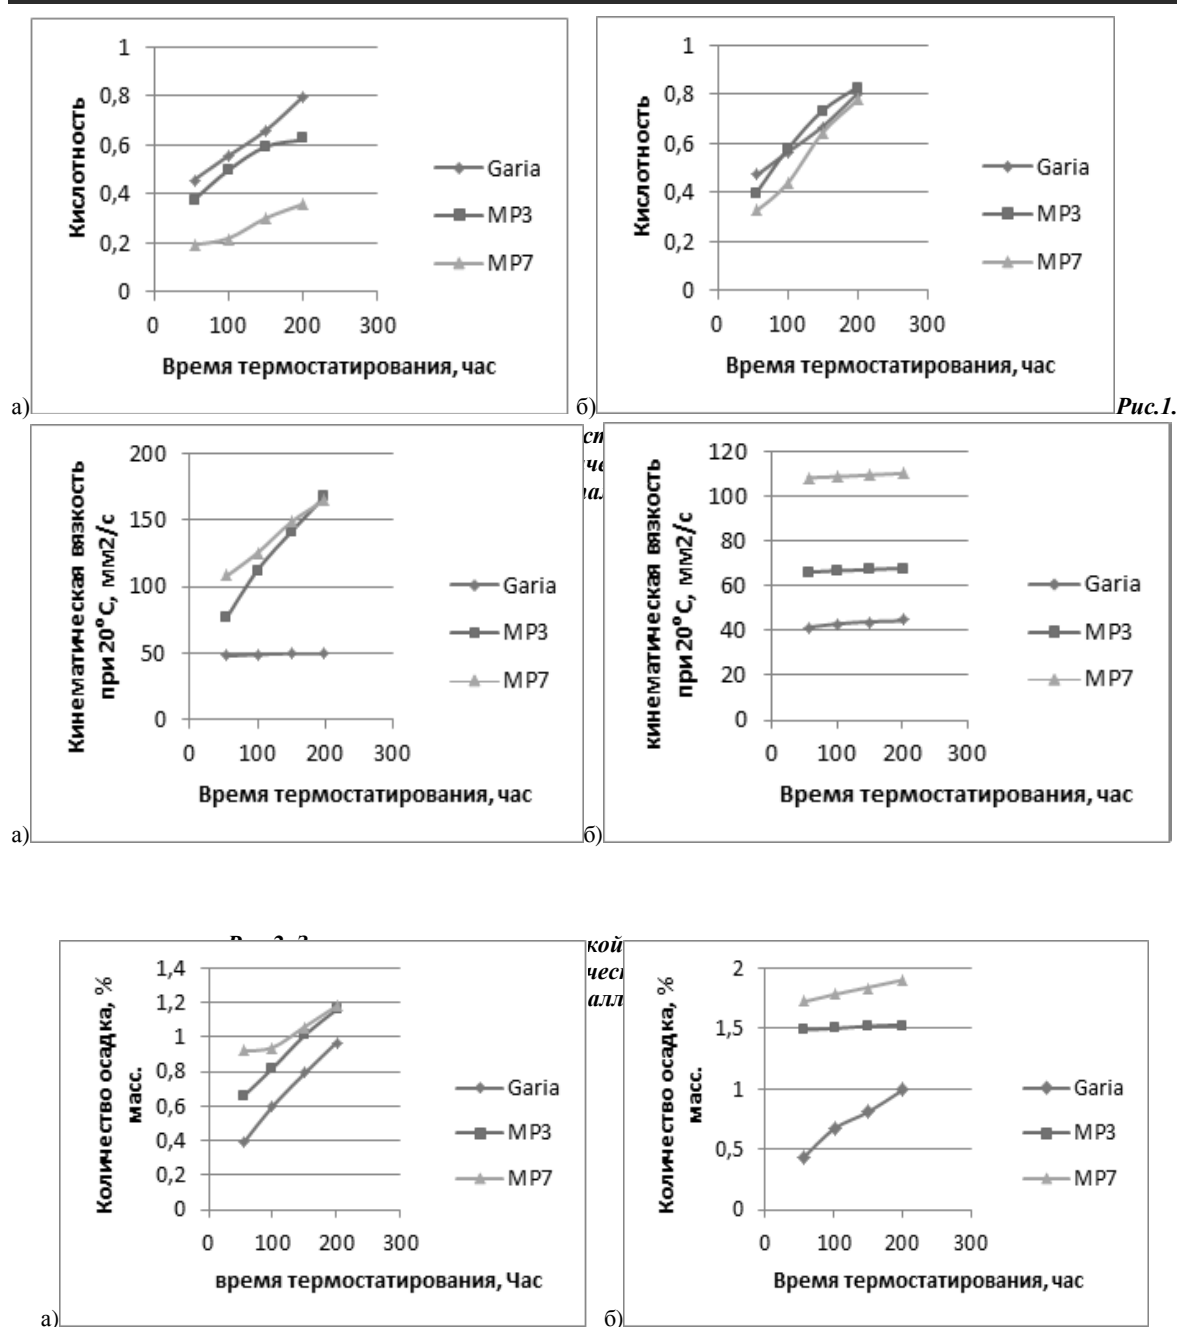 1
0,8
0,6
0,4
0,2
0
0 100 200 300
Кислотность
Время термостатирования, час
Garia
MP3
MP7
а)
1
0,8
0,6
0,4
0,2
0
0 100 200 300
Кислотность
Время термостатирования, час
Garia
MP3
MP7
б)
Рис.1.
200
150
100
50
0
0 100 200 300
Кинематическая вязкость
при20°С, мм2/с
Время термостатирования, час
Garia
MP3
MP7
а)
120
100
80
60
40
20
0
0 100 200 300
кинематическая вязкость
при20°С, мм2/с
Время термостатирования, час
Garia
MP3
MP7
б)
кой
1,4
1,2
1
0,8
0,6
0,4
0,2
0
0 100 200 300
Количество осадка, %
масс.
время термостатирования, Час
Garia
MP3
MP7
а)
2
1,5
1
0,5
0
0 100 200 300
Количество осадка, %
масс.
Время термостатирования, час
Garia
MP3
MP7
б)